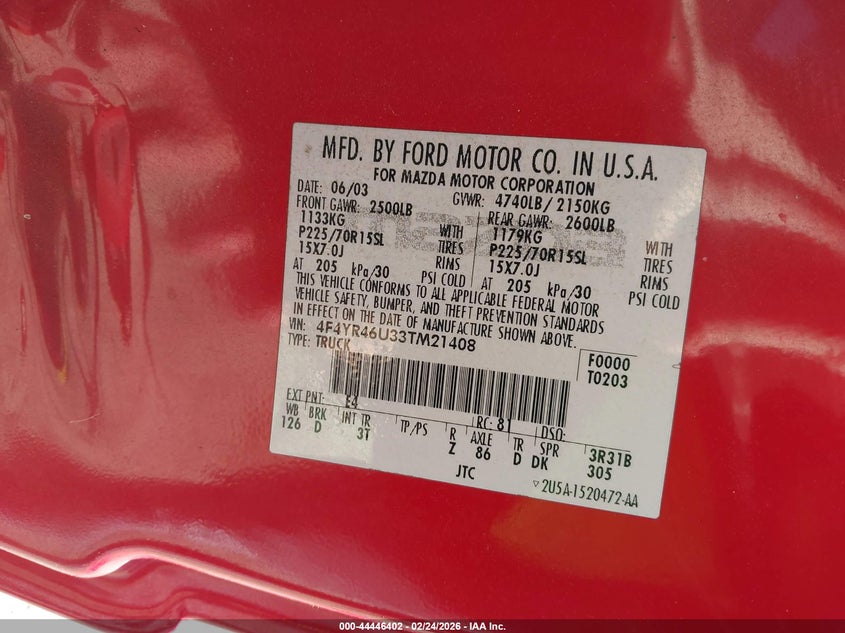 MFD. BY FORD MOTOR CO. IN U.S.A.
FOR MAZDA MOTOR CORPORATION
DATE: 06/03 GVWR: 4740LB / 2150KG
FRONT GAWR: 2500LB REAR GAWR: 2600LB
1133KG WITH 1179KG WITH
P225/70R15SL TIRES P225/70R15SL TIRES
15X7.0J RIMS 15X7.0J RIMS
AT 205 kPa/30 PSI COLD AT 205 kPa/30 PSI COLD
THIS VEHICLE CONFORMS TO ALL APPLICABLE FEDERAL MOTOR
VEHICLE SAFETY, BUMPER, AND THEFT PREVENTION STANDARDS
IN EFFECT ON THE DATE OF MANUFACTURE SHOWN ABOVE.
VIN: 4F4YR46U33TM21408
TYPE: TRUCK
F0000
T0203
EXT PNT: E4 RC: 81 DSO:
WB BRK INT TR TP/PS R AXLE TR SPR 3R31B
126 D 3T Z 86 D DK 305
JTC
▽2U5A-1520472-AA
000-44446402 - 02/24/2026 - IAA Inc.